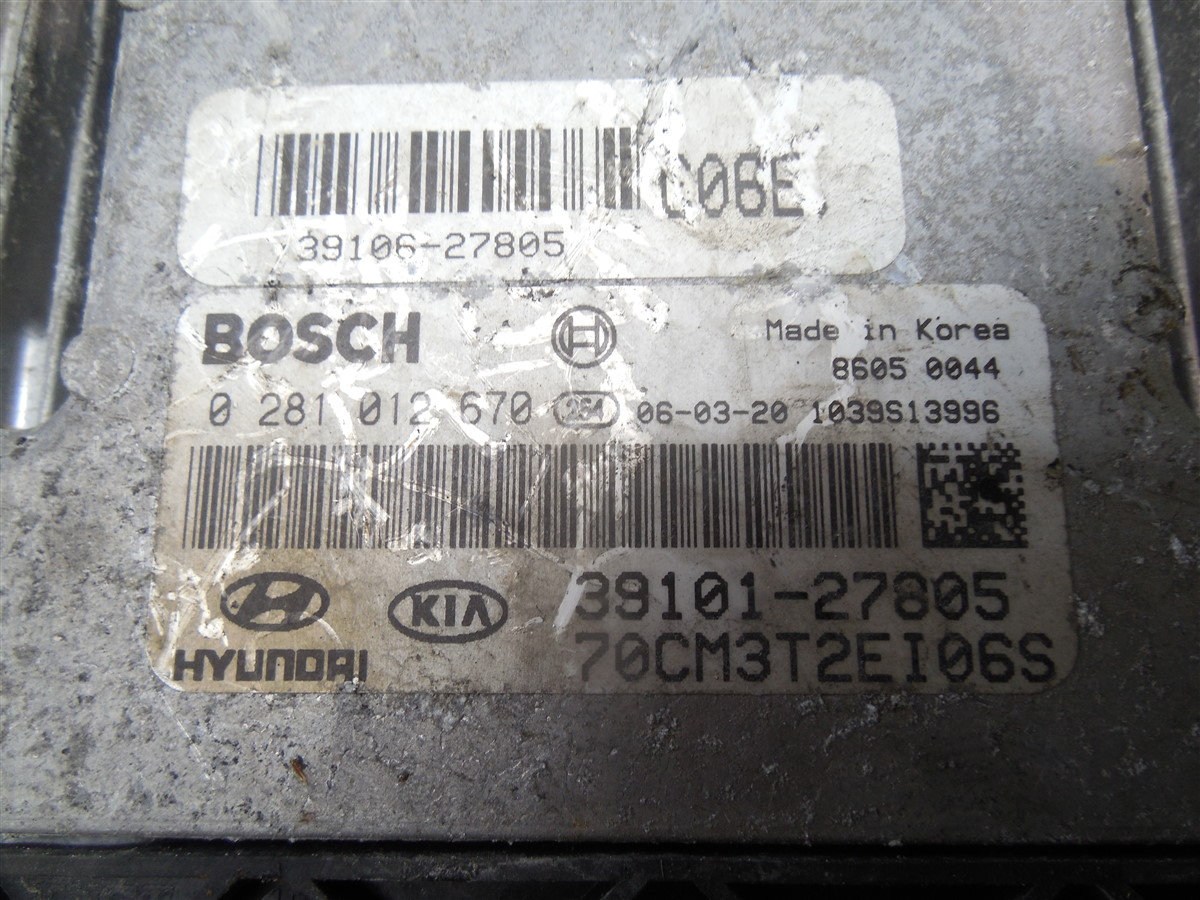 C06E
39106-27805
BOSCH
Made in Korea
8605 0044
0 281 012 670 261 06-03-20 1039S13996
KIA
39101-27805
HYUNDAI
70CM3T2EI06S